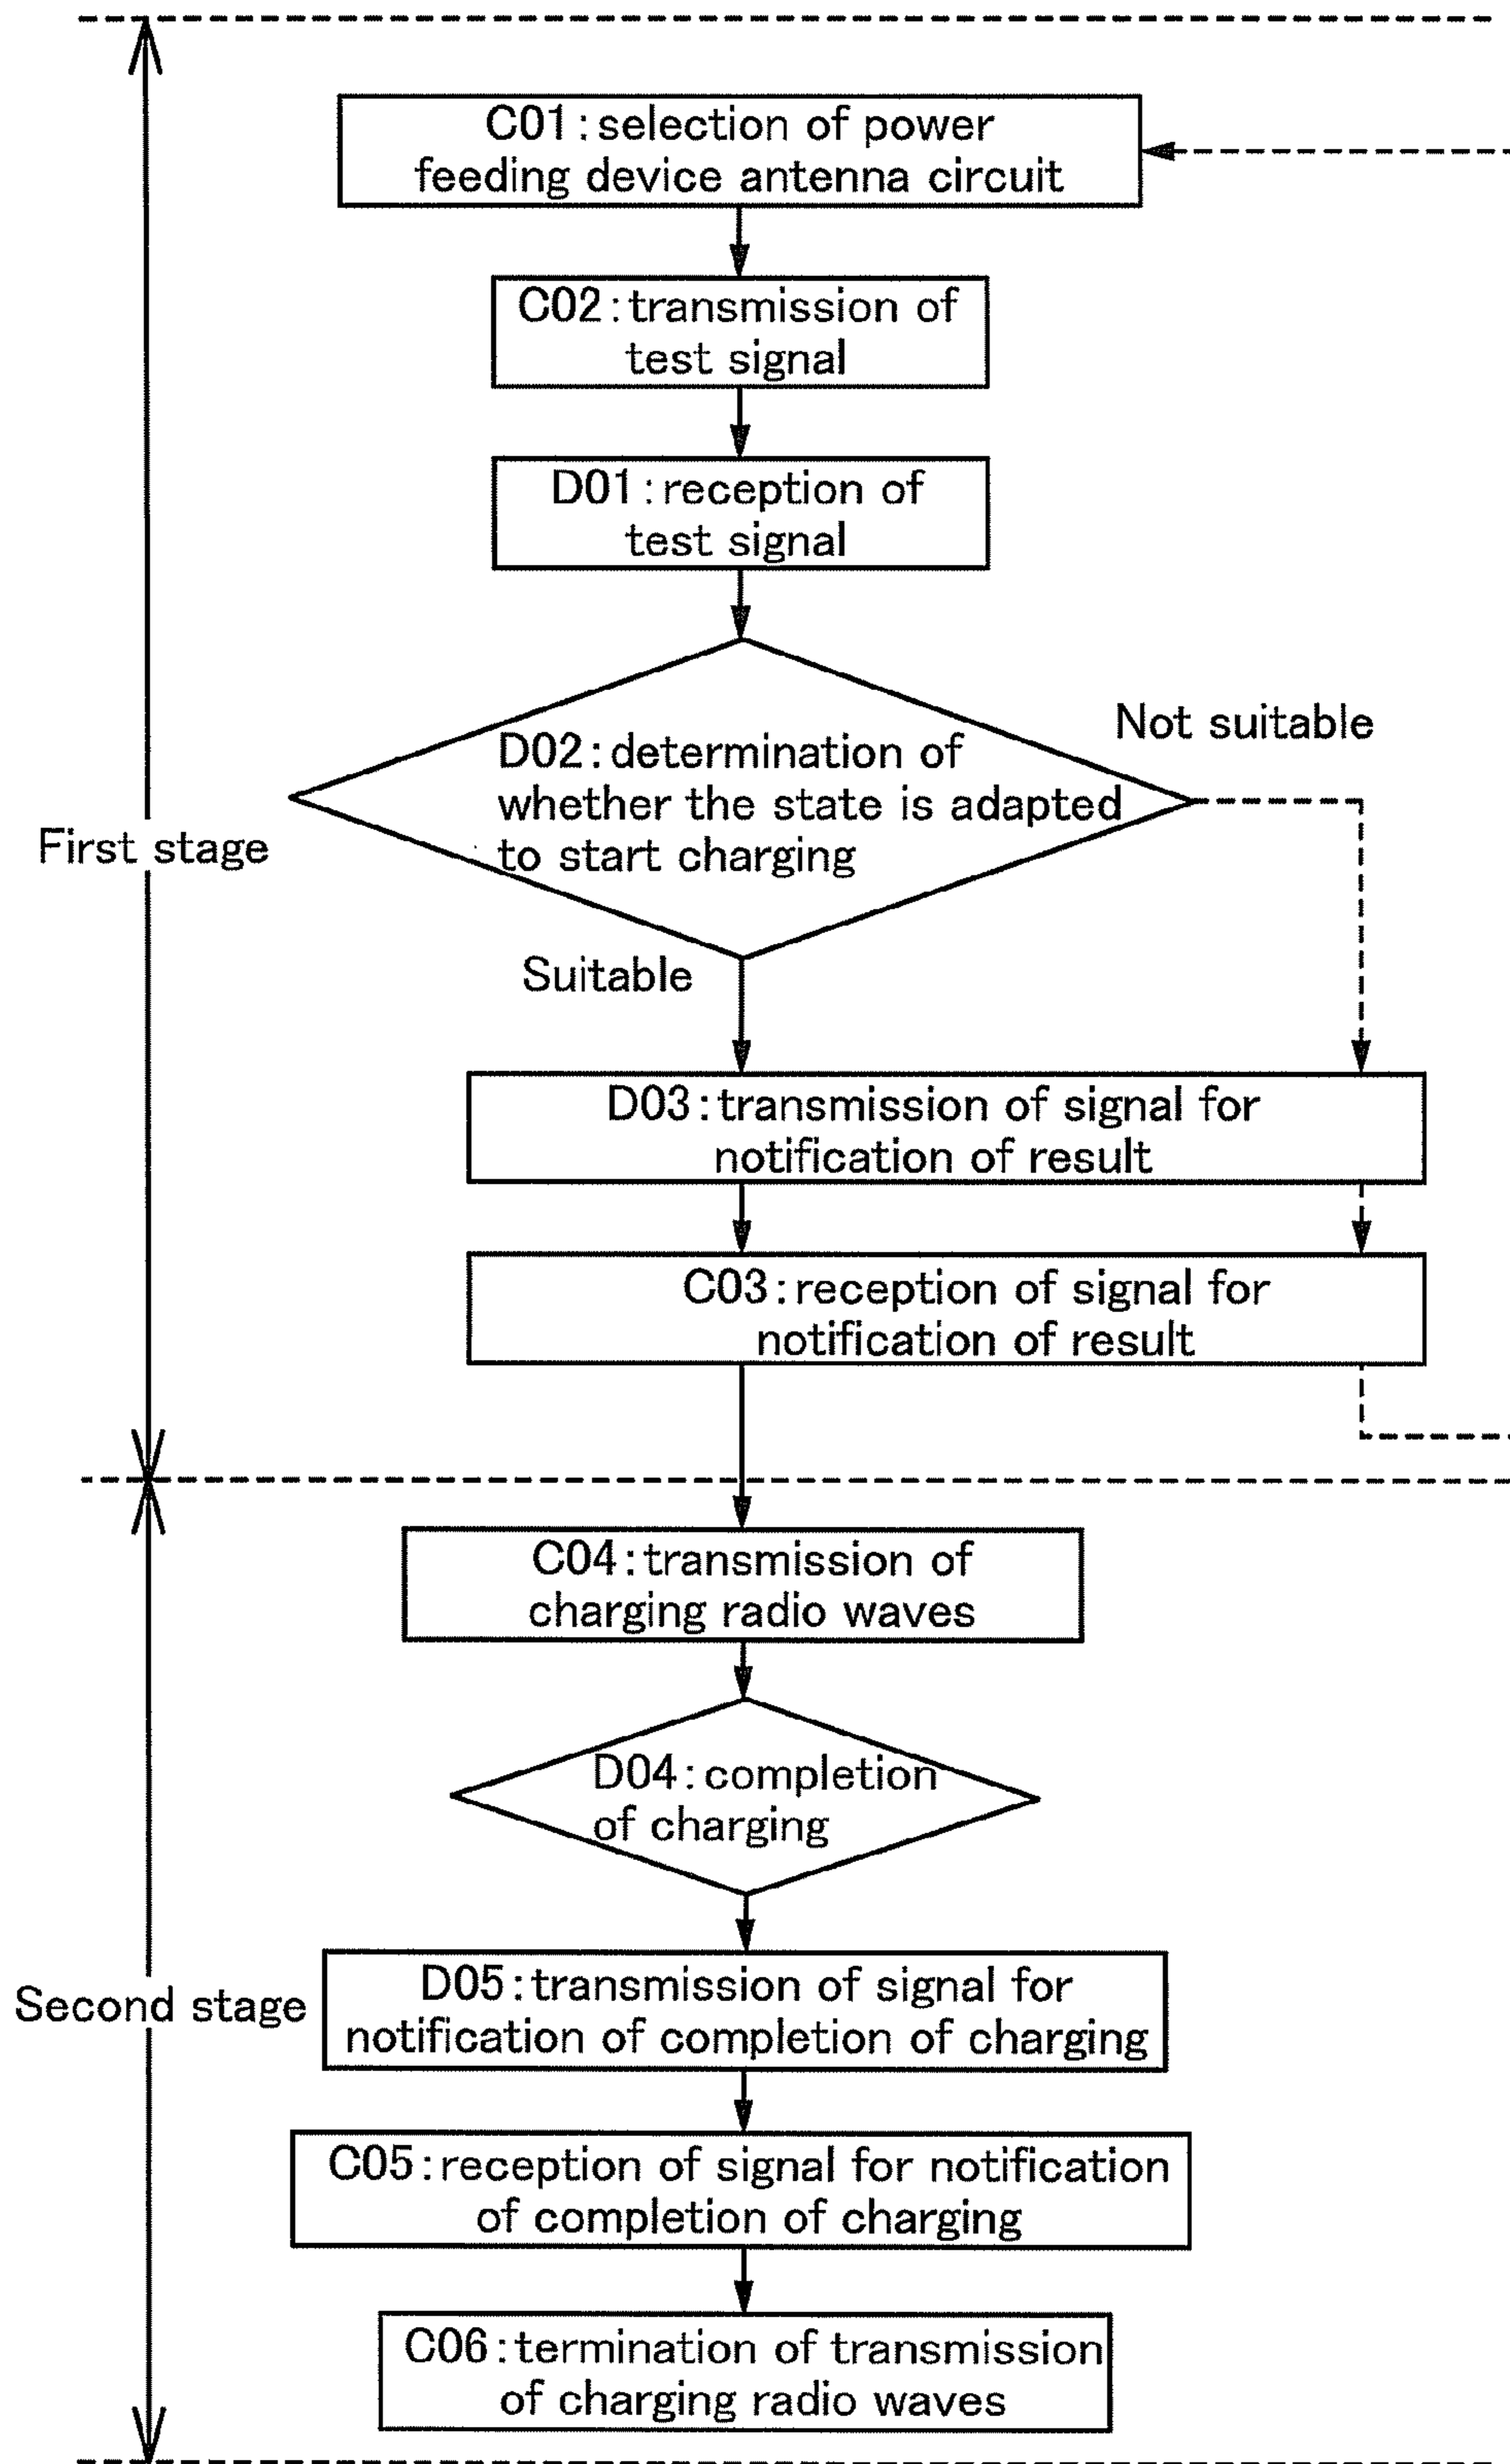 C01:selection of power
feeding device antenna circuit
C02:transmission of
test signal
D01:reception of
test signal
Not suitable
D02:determination of
whether the state is adapted
to start charging
First stage
Suitable
D03:transmission of signal for
notification of result
C03:reception of signal for
notification of result
C04:transmission of
charging radio waves
D04:completion
of charging
Second stage
D05:transmission of signal for
notification of completion of charging
C05:reception of signal for notification
of completion of charging
C06:termination of transmission
of charging radio waves